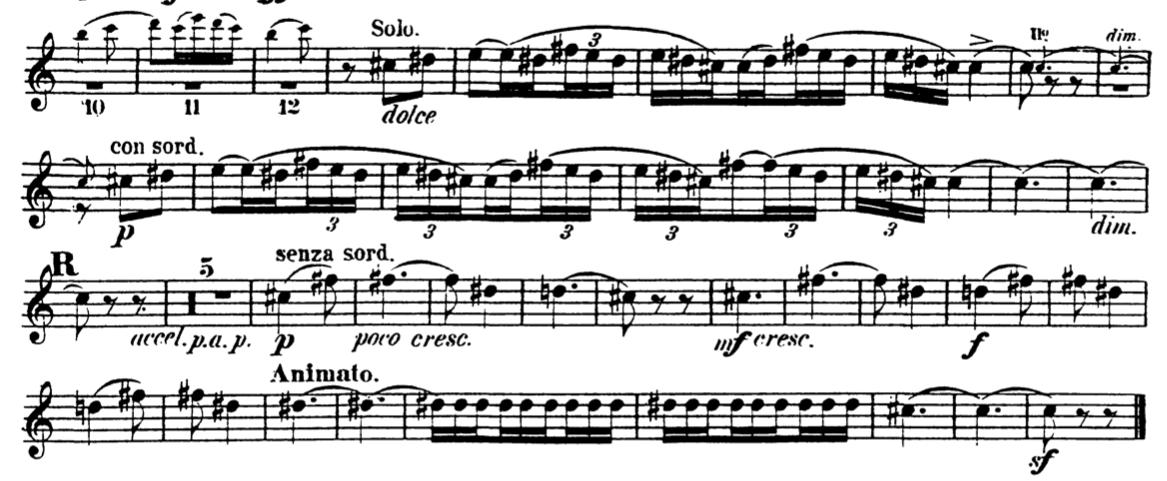 Solo. IIº dim.
10 11 12 dolce 3
con sord.
p 3 3 3 3 3 3 dim.
R 5 senza sord.
accel. p. a. p. p poco cresc. mf cresc. f
Animato.
sf